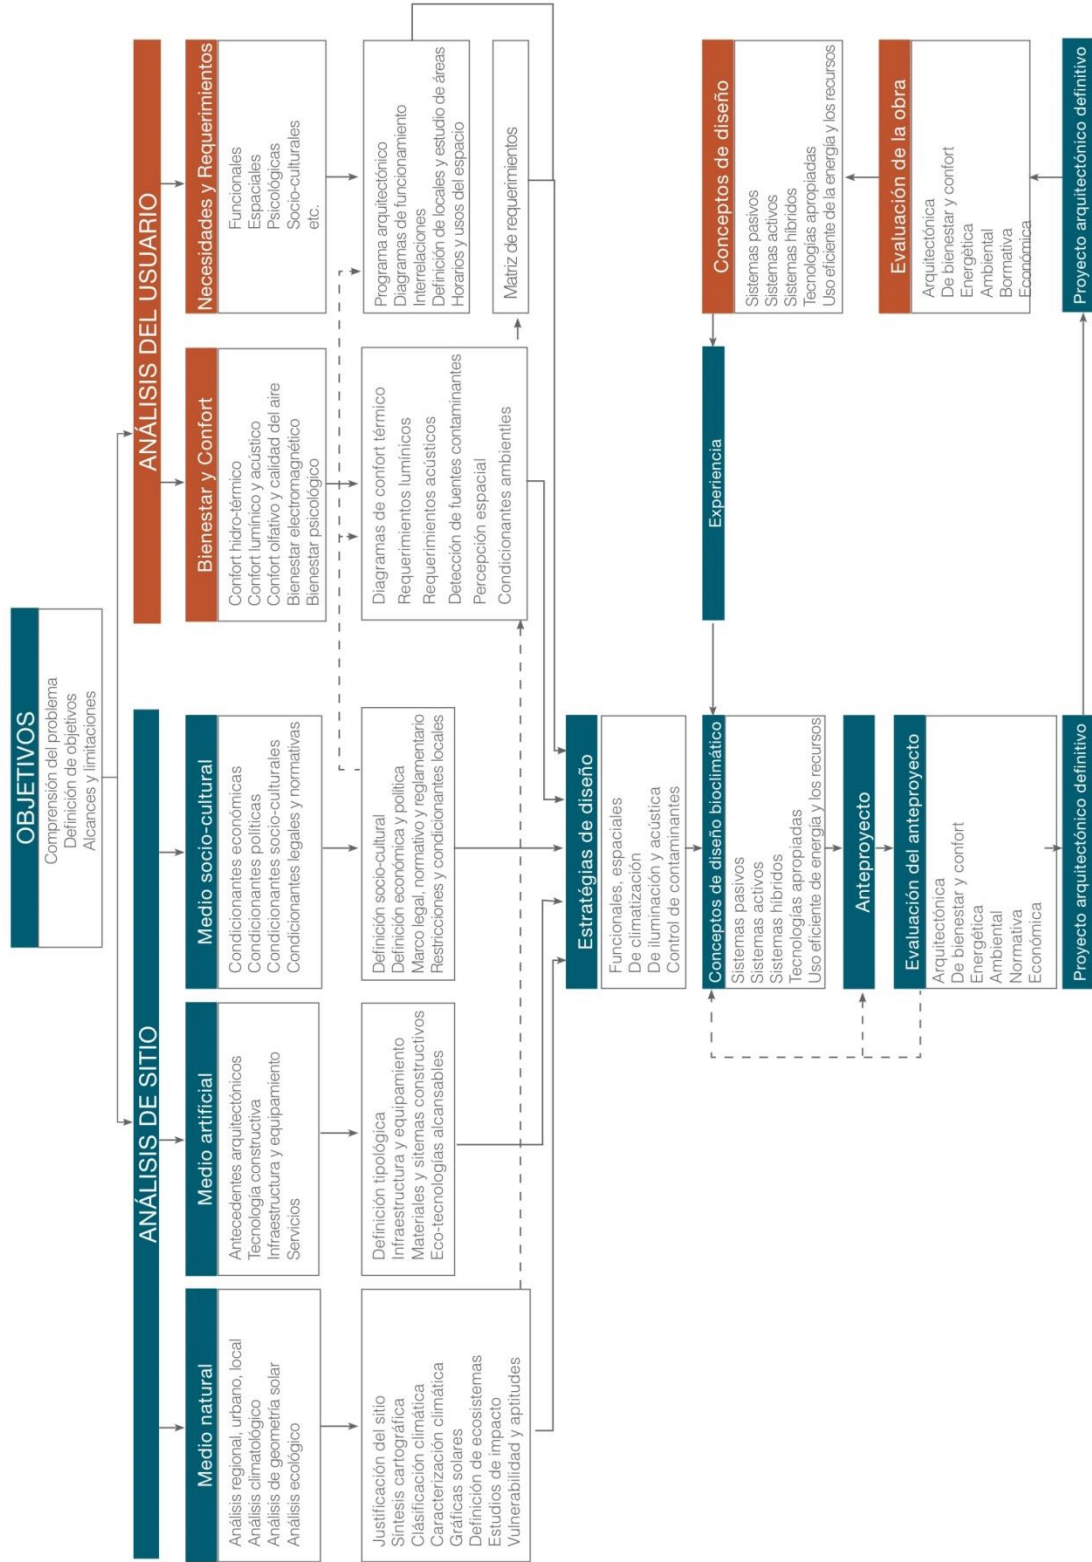 OBJETIVOS
Comprensión del problema
Definición de objetivos
Alcances y limitaciones
ANÁLISIS DE SITIO
Medio natural
Análisis regional, urbano, local
Análisis climatológico
Análisis de geometría solar
Análisis ecológico
Justificación del sitio
Síntesis cartográfica
Clásificación climática
Caracterización climática
Gráficas solares
Definición de ecosistemas
Estudios de impacto
Vulnerabilidad y aptitudes
Medio artificial
Antecedentes arquitectónicos
Tecnología constructiva
Infraestructura y equipamiento
Servicios
Definición tipológica
Infraestructura y equipamiento
Materiales y sitemas constructivos
Eco-tecnologías alcansables
Medio socio-cultural
Condicionantes económicas
Condicionantes políticas
Condicionantes socio-culturales
Condicionantes legales y normativas
Definición socio-cultural
Definición económica y política
Marco legal, normativo y reglamentario
Restricciones y condicionantes locales
ANÁLISIS DEL USUARIO
Bienestar y Confort
Confort hidro-térmico
Confort lumínico y acústico
Confort olfativo y calidad del aire
Bienestar electromagnético
Bienestar psicológico
Diagramas de confort térmico
Requerimientos lumínicos
Requerimientos acústicos
Detección de fuentes contaminantes
Percepción espacial
Condicionantes ambientles
Necesidades y Requerimientos
Funcionales
Espaciales
Psicológicas
Socio-culturales
etc.
Programa arquitectónico
Diagramas de funcionamiento
Interrelaciones
Definición de locales y estudio de áreas
Horarios y usos del espacio
Matriz de requerimientos
Estratégias de diseño
Funcionales, espaciales
De climatización
De iluminación y acústica
Control de contaminantes
Conceptos de diseño bioclimático
Sistemas pasivos
Sistemas activos
Sistemas híbridos
Tecnologías apropiadas
Uso eficiente de energía y los recursos
Anteproyecto
Evaluación del anteproyecto
Arquitectónica
De bienester y confort
Energética
Ambiental
Normativa
Económica
Proyecto arquitectónico definitivo
Experiencia
Conceptos de diseño
Sistemas pasivos
Sistemas activos
Sistemas híbridos
Tecnologías apropiadas
Uso eficiente de la energía y los recursos
Evaluación de la obra
Arquitectónica
De bienestar y confort
Energética
Ambiental
Bormativa
Económica
Proyecto arquitectónico definitivo